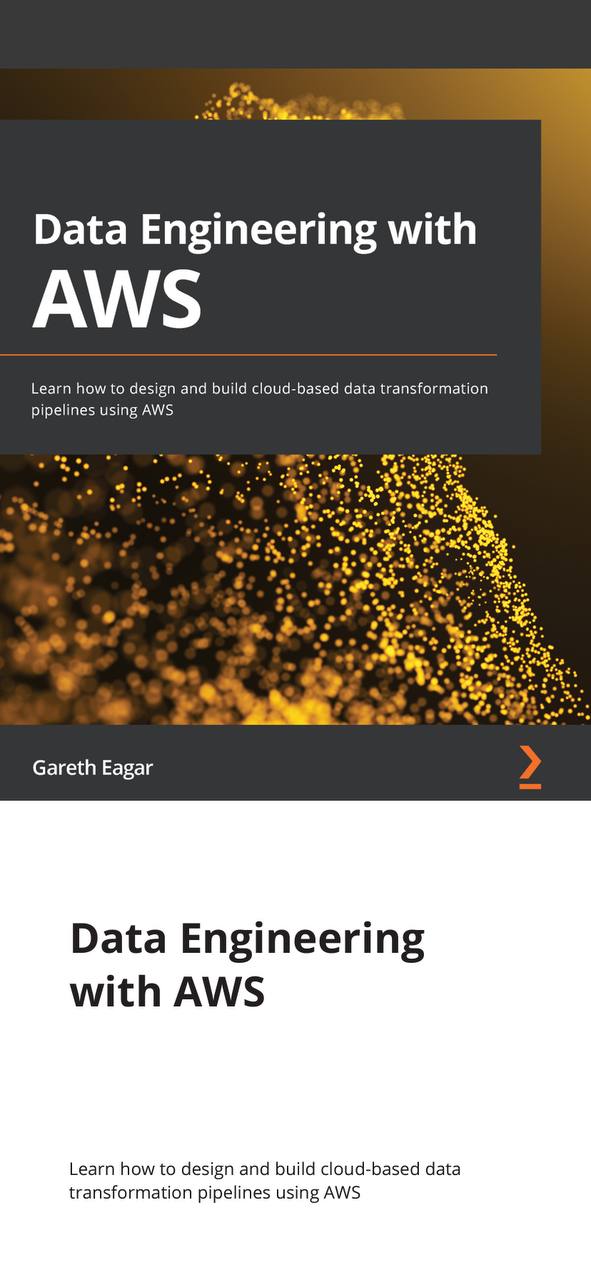 Data Engineering with
AWS
Learn how to design and build cloud-based data transformation
pipelines using AWS
Gareth Eagar
Data Engineering
with AWS
Learn how to design and build cloud-based data
transformation pipelines using AWS